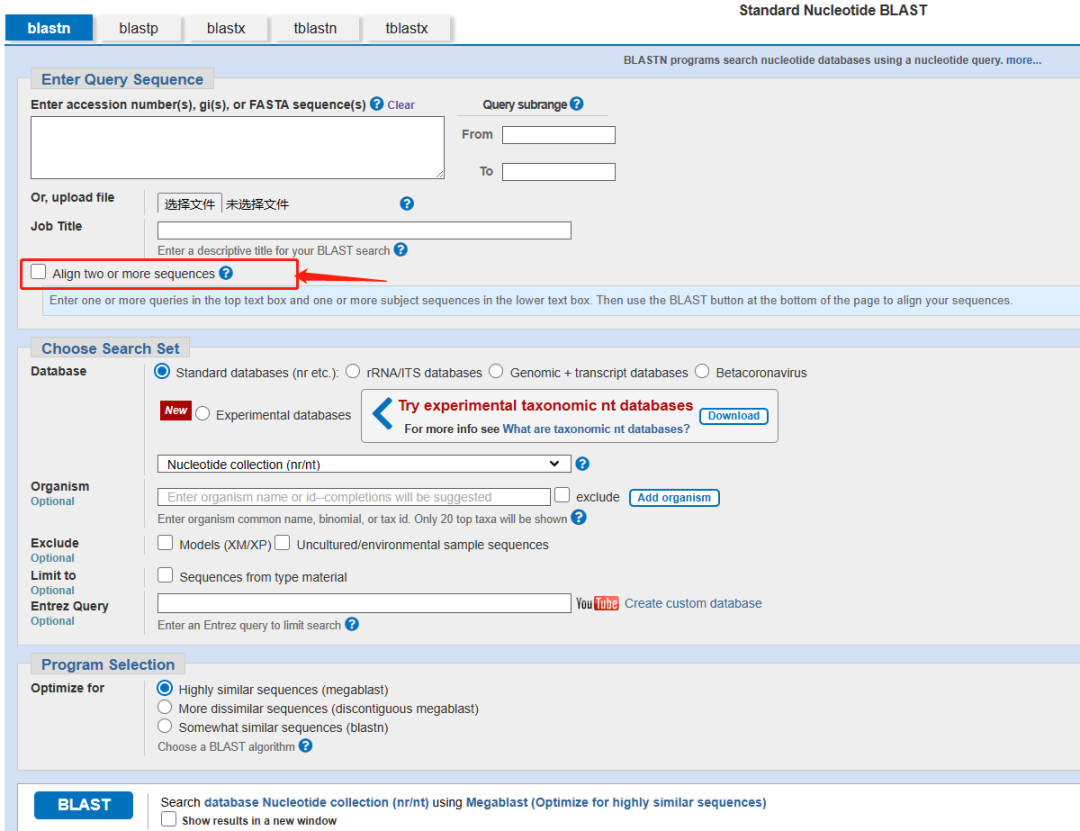 Standard Nucleotide BLAST
blastn blastp blastx tblastn tblastx
BLASTN programs search nucleotide databases using a nucleotide query. more...
Enter Query Sequence
Enter accession number(s), gi(s), or FASTA sequence(s) ? Clear Query subrange ?
From
To
Or, upload file 选择文件 未选择文件 ?
Job Title
Enter a descriptive title for your BLAST search ?
Align two or more sequences ?
Enter one or more queries in the top text box and one or more subject sequences in the lower text box. Then use the BLAST button at the bottom of the page to align your sequences.
Choose Search Set
Database Standard databases (nr etc.): rRNA/ITS databases Genomic + transcript databases Betacoronavirus
New Experimental databases Try experimental taxonomic nt databases Download
For more info see What are taxonomic nt databases?
Nucleotide collection (nr/nt) ?
Organism
Optional
Enter organism name or id--completions will be suggested exclude Add organism
Enter organism common name, binomial, or tax id. Only 20 top taxa will be shown ?
Exclude Models (XM/XP) Uncultured/environmental sample sequences
Optional
Limit to Sequences from type material
Optional
Entrez Query You Tube Create custom database
Optional
Enter an Entrez query to limit search ?
Program Selection
Optimize for Highly similar sequences (megablast)
More dissimilar sequences (discontiguous megablast)
Somewhat similar sequences (blastn)
Choose a BLAST algorithm ?
BLAST Search database Nucleotide collection (nr/nt) using Megablast (Optimize for highly similar sequences)
Show results in a new window